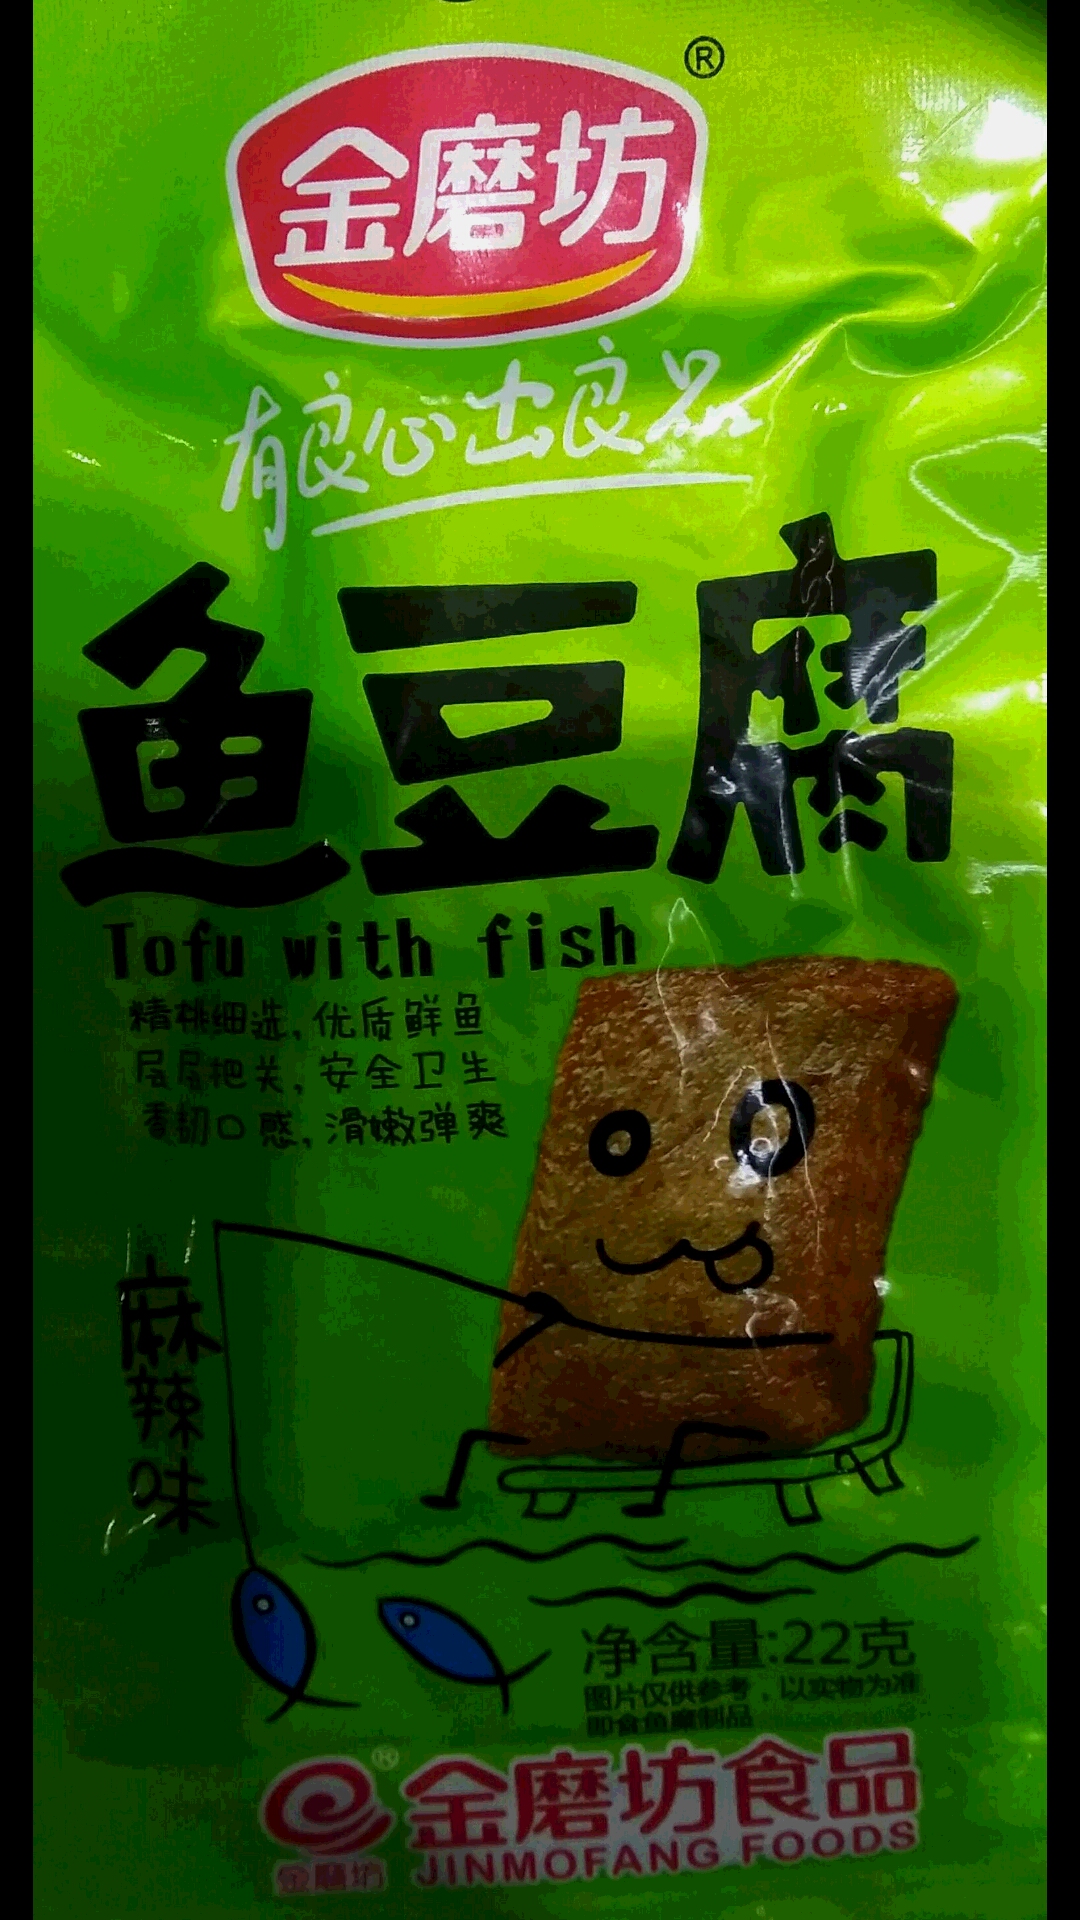 金磨坊®
有良心出良品
鱼豆腐
Tofu with fish
精挑细选,优质鲜鱼
层层把关,安全卫生
香韧口感,滑嫩弹爽
麻辣味
净含量:22克
图片仅供参考，以实物为准
即食鱼糜制品
金磨坊食品
JINMOFANG FOODS
®
金磨坊